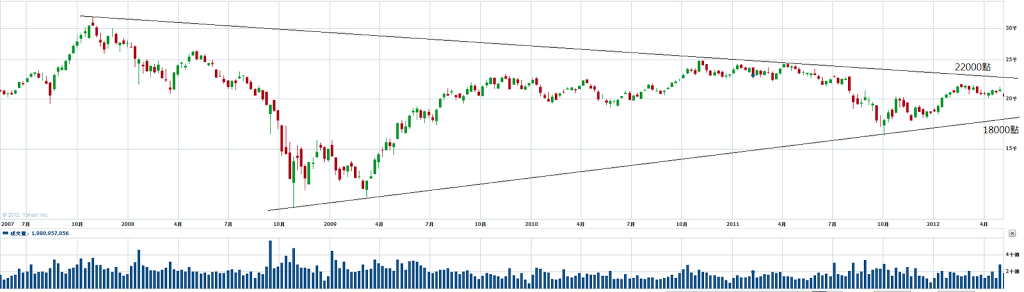 30千
22000點
20千
18000點
15千
© 2012, Yahoo! Inc.
2007 7月 10月 2008 4月 7月 10月 2009 4月 7月 10月 2010 4月 7月 10月 2011 4月 7月 10月 2012 4月
成交量: 1,980,957,056
4十億
2十億